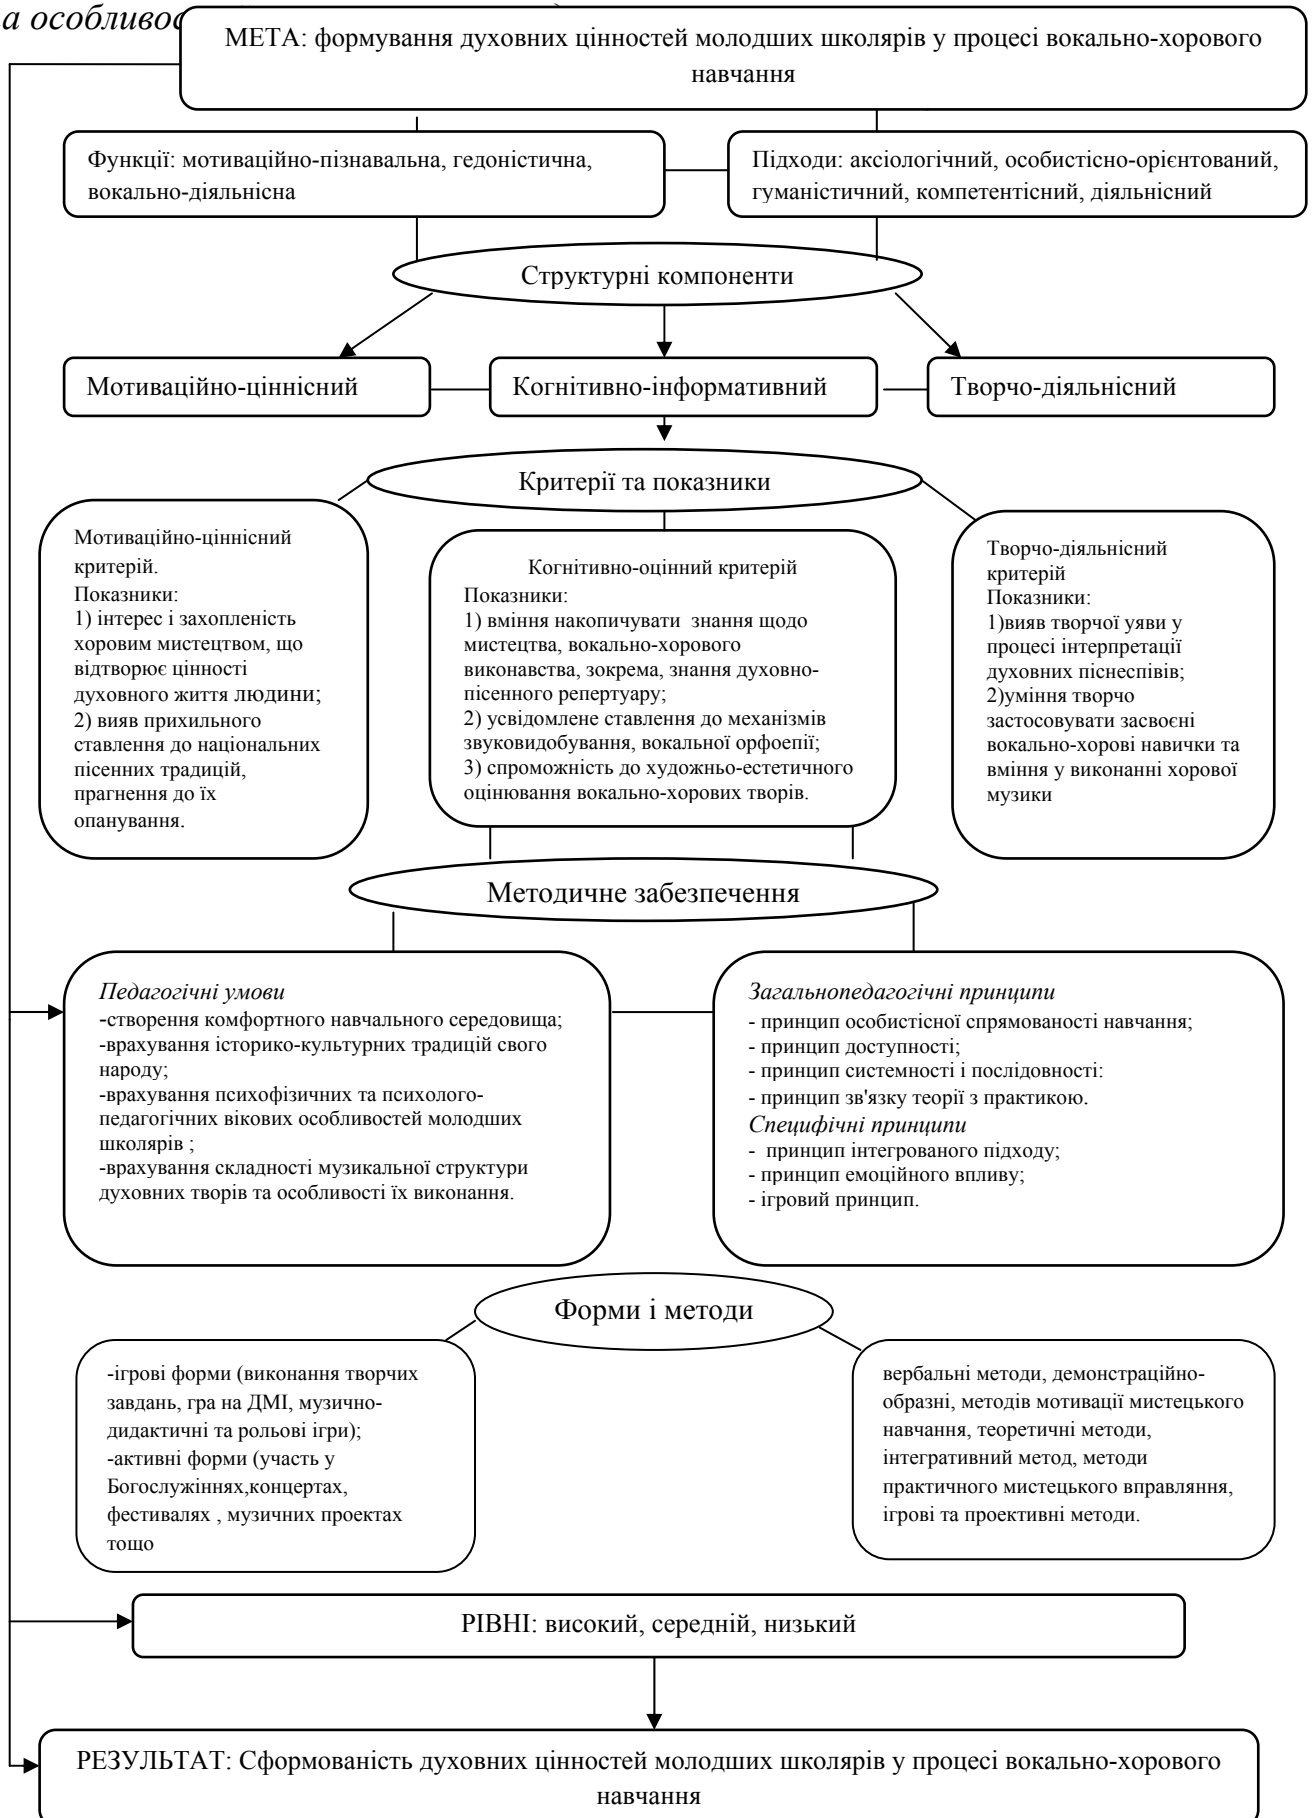 а особливос
МЕТА: формування духовних цінностей молодших школярів у процесі вокально-хорового
навчання
Функції: мотиваційно-пізнавальна, гедоністична,
вокально-діяльнісна
Підходи: аксіологічний, особистісно-орієнтований,
гуманістичний, компетентісний, діяльнісний
Структурні компоненти
Мотиваційно-ціннісний
Когнітивно-інформативний
Творчо-діяльнісний
Критерії та показники
Мотиваційно-ціннісний
критерій.
Показники:
1) інтерес і захопленість
хоровим мистецтвом, що
відтворює цінності
духовного життя людини;
2) вияв прихильного
ставлення до національних
пісенних традицій,
прагнення до їх
опанування.
Когнітивно-оцінний критерій
Показники:
1) вміння накопичувати  знання щодо
мистецтва, вокально-хорового
виконавства, зокрема, знання духовно-
пісенного репертуару;
2) усвідомлене ставлення до механізмів
звуковидобування, вокальної орфоепії;
3) спроможність до художньо-естетичного
оцінювання вокально-хорових творів.
Творчо-діяльнісний
критерій
Показники:
1)вияв творчої уяви у
процесі інтерпретації
духовних піснеспівів;
2)уміння творчо
застосовувати засвоєні
вокально-хорові навички та
вміння у виконанні хорової
музики
Методичне забезпечення
Педагогічні умови
-створення комфортного навчального середовища;
-врахування історико-культурних традицій свого
народу;
-врахування психофізичних та психолого-
педагогічних вікових особливостей молодших
школярів ;
-врахування складності музикальної структури
духовних творів та особливості їх виконання.
Загальнопедагогічні принципи
- принцип особистісної спрямованості навчання;
- принцип доступності;
- принцип системності і послідовності:
- принцип зв'язку теорії з практикою.
Специфічні принципи
-  принцип інтегрованого підходу;
- принцип емоційного впливу;
- ігровий принцип.
Форми і методи
-ігрові форми (виконання творчих
завдань, гра на ДМІ, музично-
дидактичні та рольові ігри);
-активні форми (участь у
Богослужіннях,концертах,
фестивалях , музичних проектах
тощо
вербальні методи, демонстраційно-
образні, методів мотивації мистецького
навчання, теоретичні методи,
інтегративний метод, методи
практичного мистецького вправляння,
ігрові та проективні методи.
РІВНІ: високий, середній, низький
РЕЗУЛЬТАТ: Сформованість духовних цінностей молодших школярів у процесі вокально-хорового
навчання